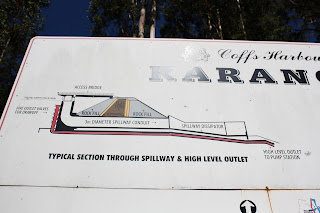 Coffs Harbour
KARANG
ACCESS BRIDGE
ROCKFILL
ROCKFILL
3m DIAMETER SPILLWAY CONDUIT
SPILLWAY DISSIPATOR
HIGH LEVEL OUTLET
TO PUMP STATION
TYPICAL SECTION THROUGH SPILLWAY & HIGH LEVEL OUTLET